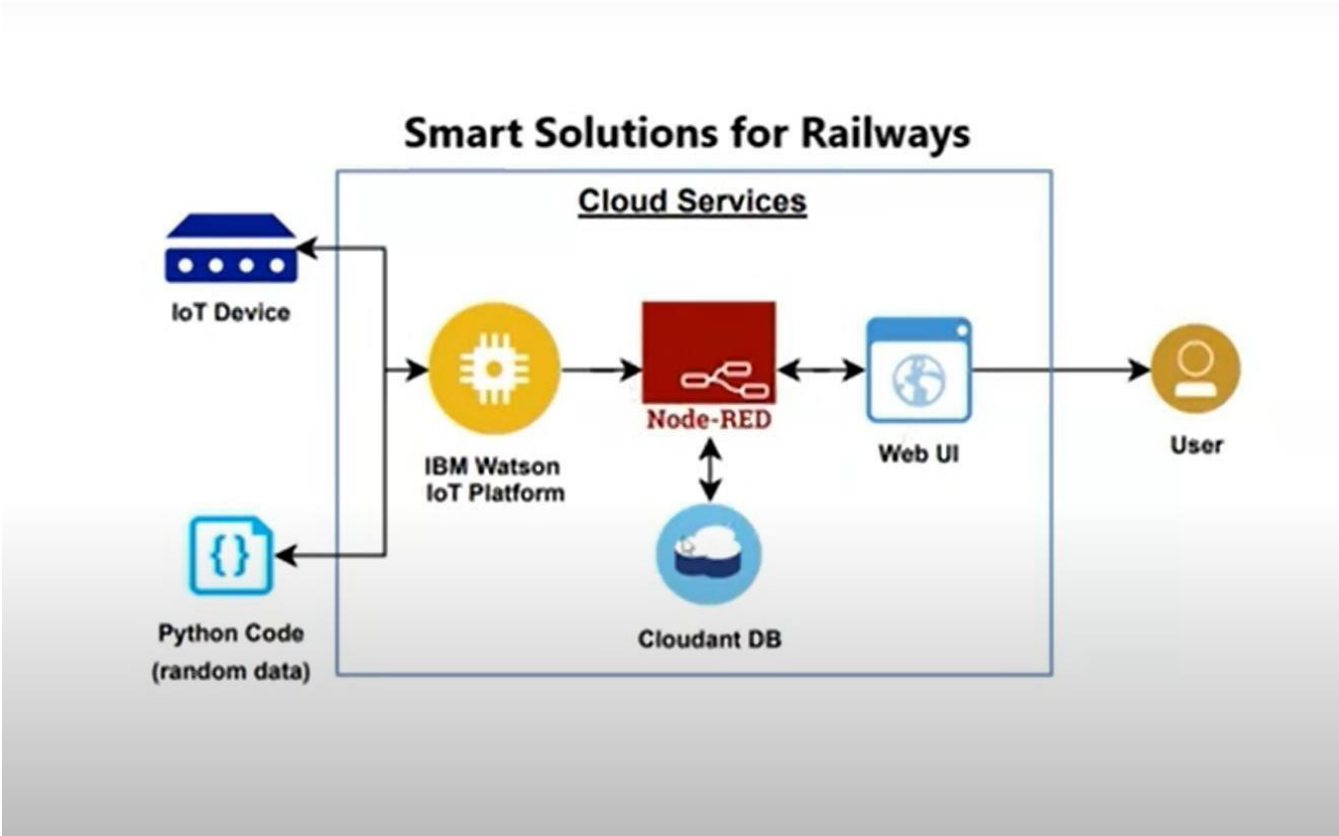 Smart Solutions for Railways
Cloud Services
IoT Device
IBM Watson
IoT Platform
Node-RED
Web UI
User
{}
Python Code
(random data)
Cloudant DB